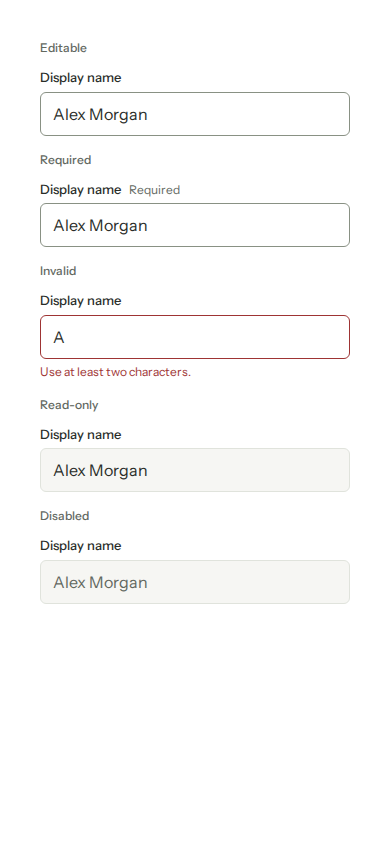 Editable
Display name
Alex Morgan
Required
Display name Required
Alex Morgan
Invalid
Display name
A
Use at least two characters.
Read-only
Display name
Alex Morgan
Disabled
Display name
Alex Morgan